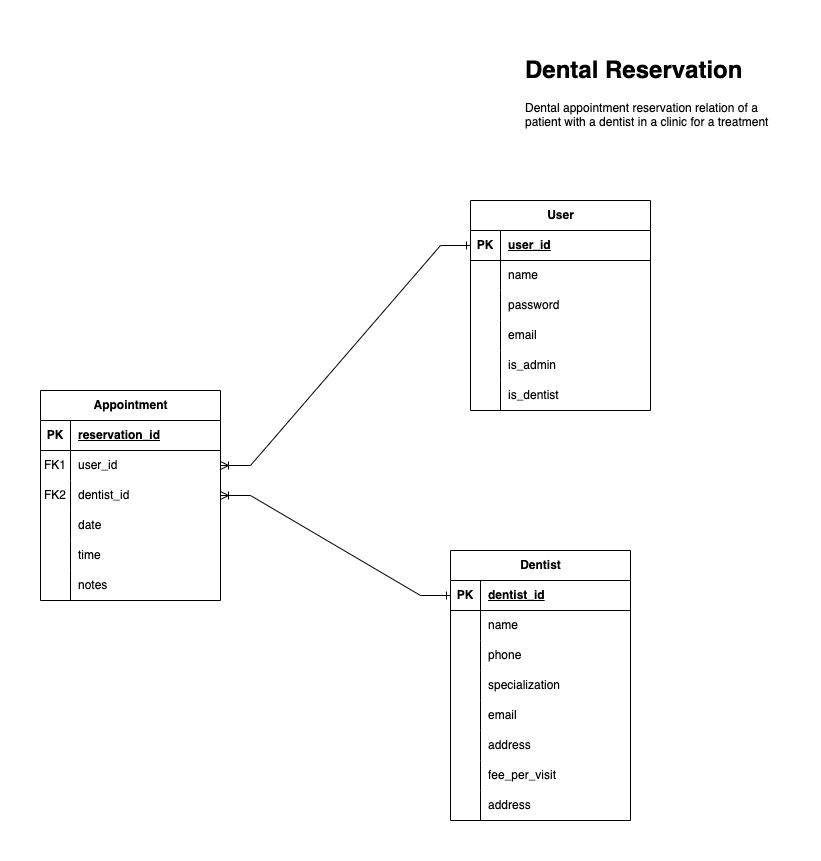 Dental Reservation
Dental appointment reservation relation of a
patient with a dentist in a clinic for a treatment
User
PK user_id
name
password
email
is_admin
is_dentist
Appointment
PK reservation_id
FK1 user_id
FK2 dentist_id
date
time
notes
Dentist
PK dentist_id
name
phone
specialization
email
address
fee_per_visit
address